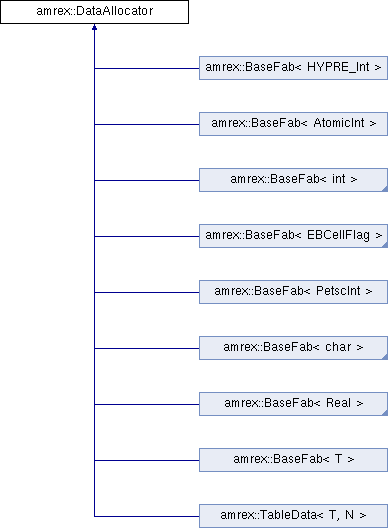 amrex::DataAllocator
amrex::BaseFab< HYPRE_Int >
amrex::BaseFab< AtomicInt >
amrex::BaseFab< int >
amrex::BaseFab< EBCellFlag >
amrex::BaseFab< PetscInt >
amrex::BaseFab< char >
amrex::BaseFab< Real >
amrex::BaseFab< T >
amrex::TableData< T, N >